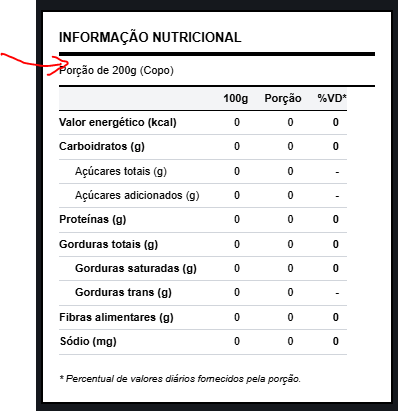 INFORMAÇÃO NUTRICIONAL
Porção de 200g (Copo)
100g Porção %VD*
Valor energético (kcal) 0 0 0
Carboidratos (g) 0 0 0
Açúcares totais (g) 0 0 -
Açúcares adicionados (g) 0 0 -
Proteínas (g) 0 0 0
Gorduras totais (g) 0 0 0
Gorduras saturadas (g) 0 0 0
Gorduras trans (g) 0 0 -
Fibras alimentares (g) 0 0 0
Sódio (mg) 0 0 0
* Percentual de valores diários fornecidos pela porção.